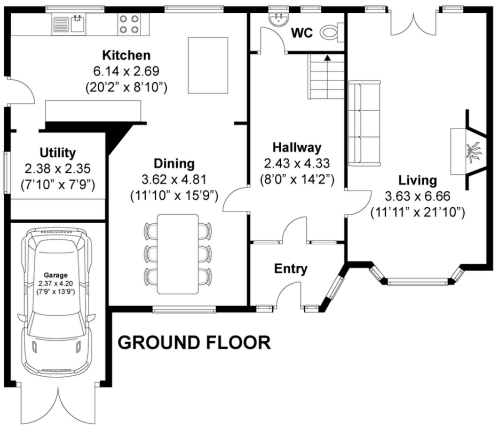 WC
Kitchen
6.14 x 2.69
(20'2" x 8'10")
Utility
2.38 x 2.35
(7'10" x 7'9")
Dining
3.62 x 4.81
(11'10" x 15'9")
Hallway
2.43 x 4.33
(8'0" x 14'2")
Living
3.63 x 6.66
(11'11" x 21'10")
Entry
Garage
2.37 x 4.20
(7'9" x 13'9")
GROUND FLOOR